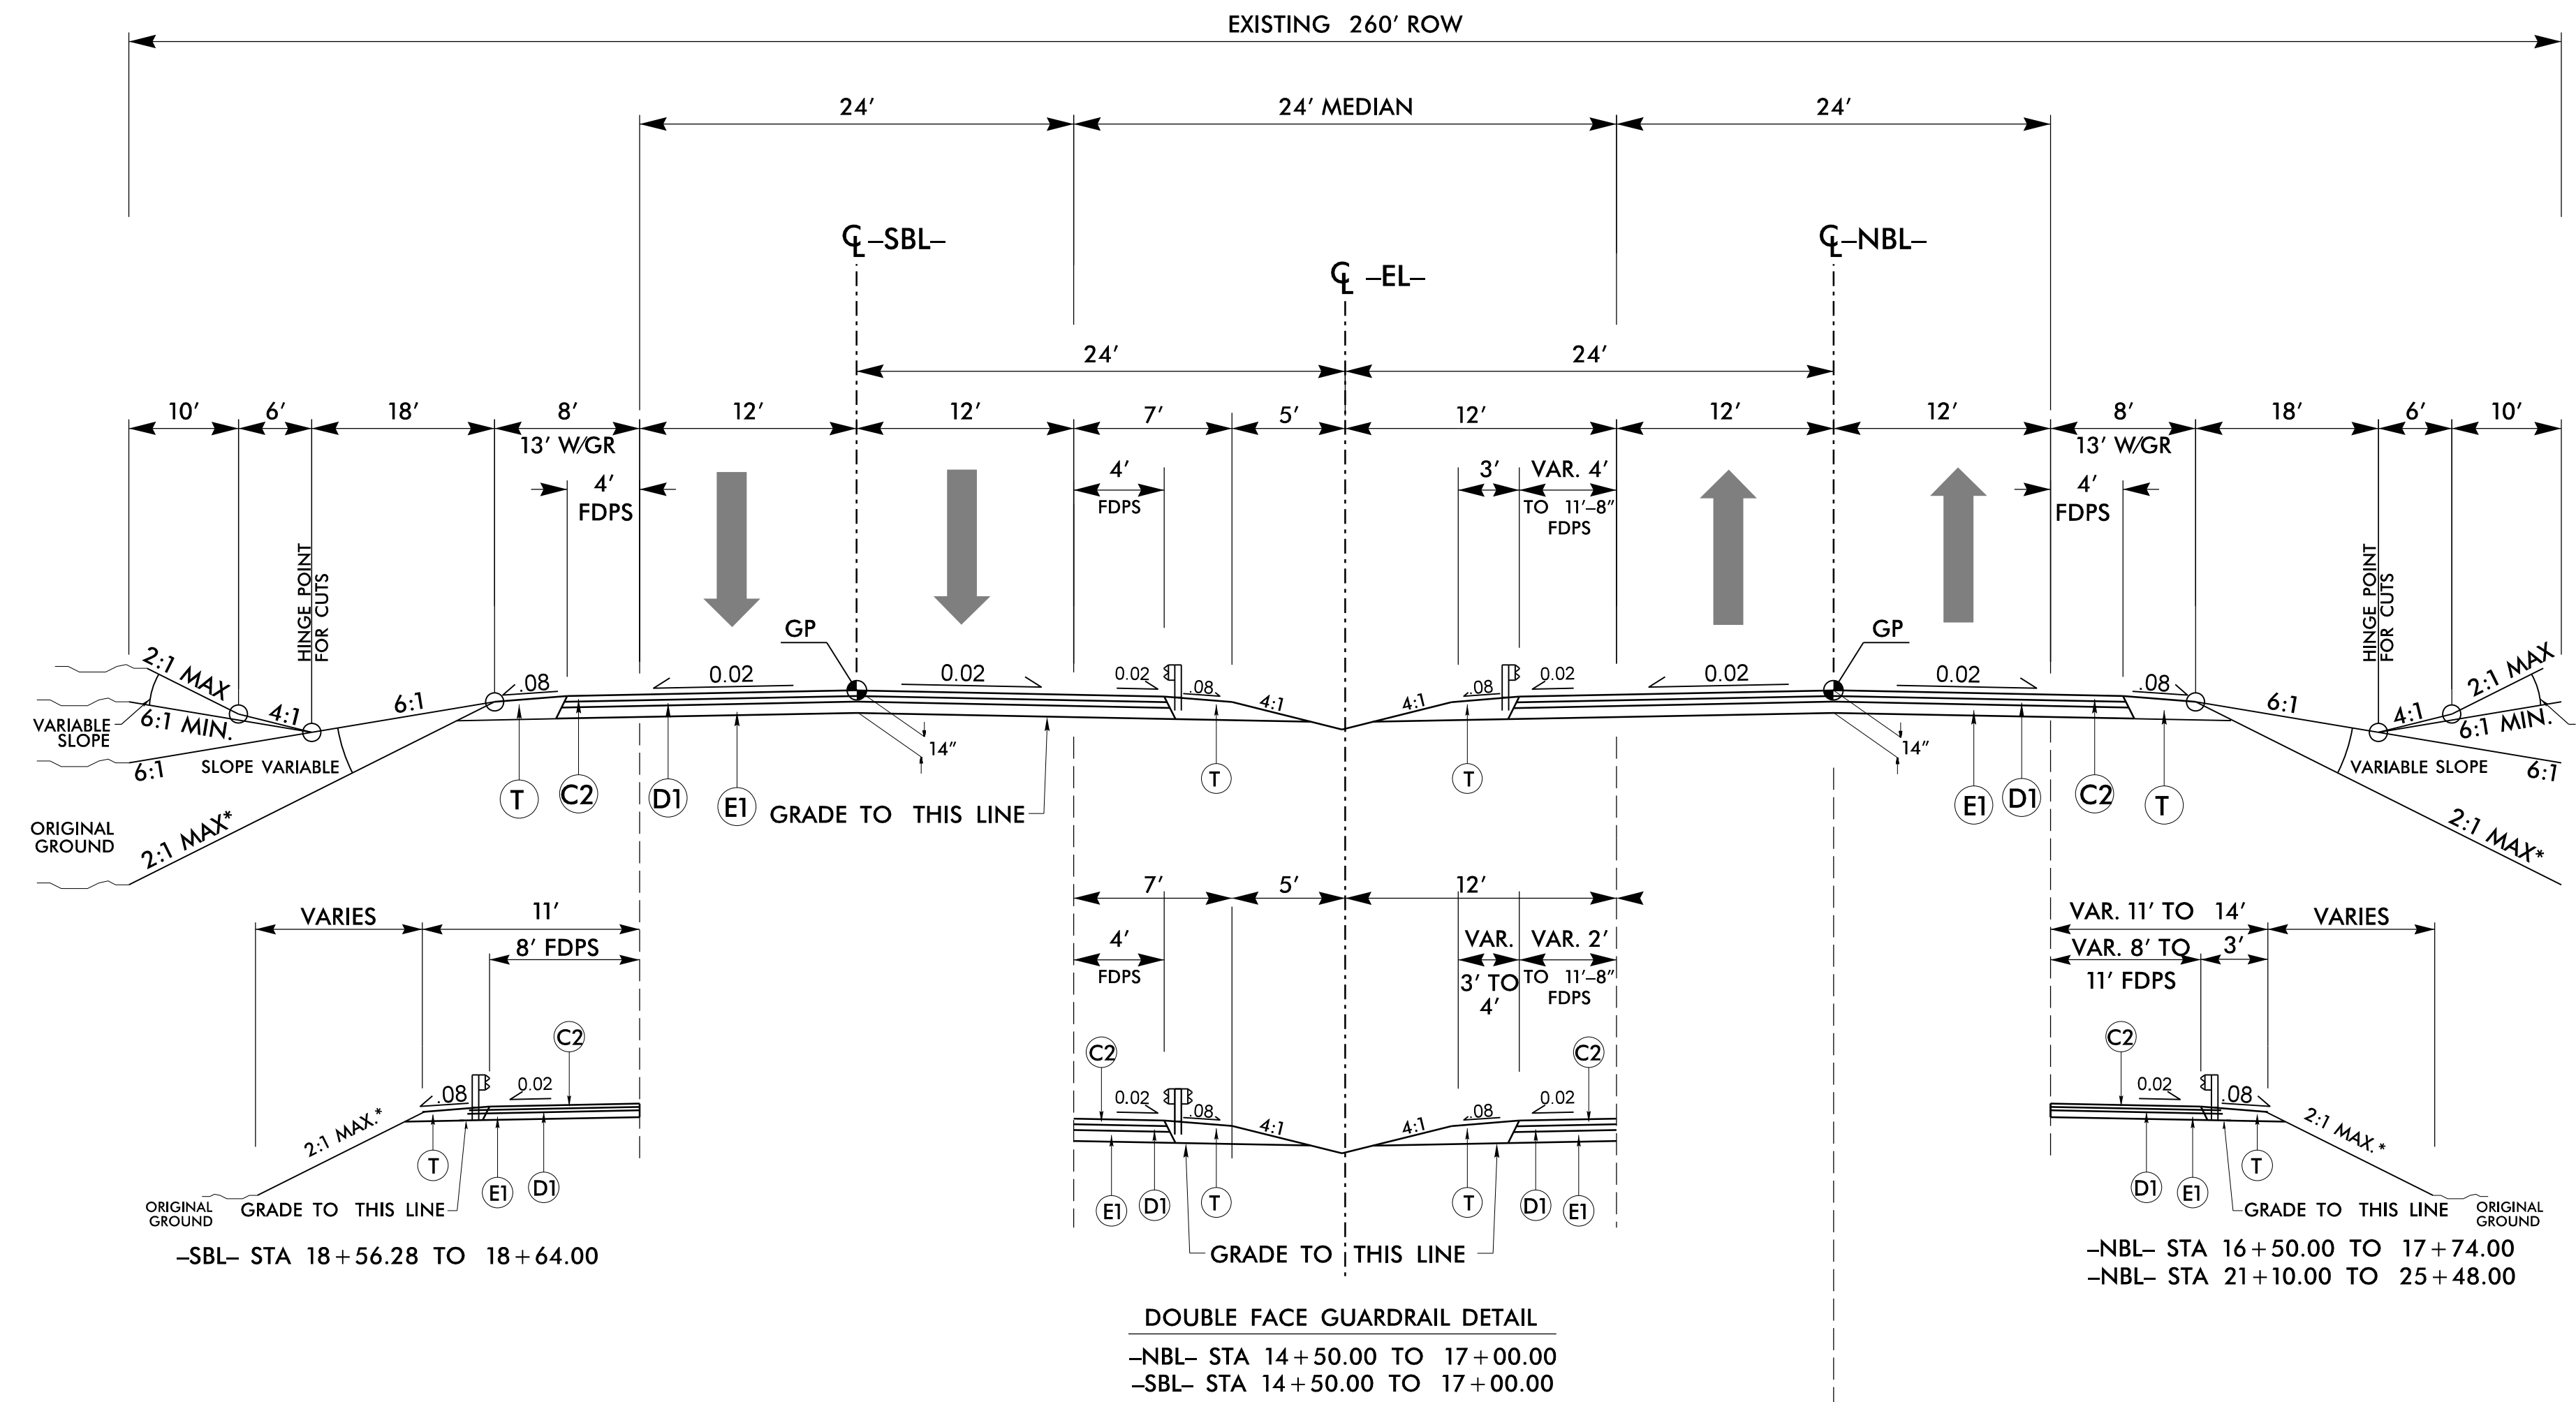 EXISTING 260' ROW
24'
24' MEDIAN
24'
℄ –SBL–
℄ –EL–
℄ –NBL–
24'
24'
10'
6'
18'
8'
12'
12'
7'
5'
12'
12'
12'
8'
18'
6'
10'
13' W/GR
13' W/GR
4'
FDPS
4'
FDPS
3'
VAR. 4'
TO 11'–8"
FDPS
4'
FDPS
HINGE POINT
FOR CUTS
HINGE POINT
FOR CUTS
GP
GP
2:1 MAX
6:1 MIN.
4:1
6:1
.08
0.02
0.02
0.02
.08
4:1
4:1
.08
0.02
0.02
0.02
.08
6:1
4:1
2:1 MAX
6:1 MIN.
VARIABLE
SLOPE
6:1
SLOPE VARIABLE
14"
14"
VARIABLE SLOPE
6:1
T
C2
D1
E1
GRADE TO THIS LINE
T
T
E1
D1
C2
T
ORIGINAL
GROUND
2:1 MAX*
2:1 MAX*
VARIES
11'
8' FDPS
7'
5'
12'
4'
FDPS
VAR.
3' TO
4'
VAR. 2'
TO 11'–8"
FDPS
VAR. 11' TO 14'
VARIES
VAR. 8' TO
11' FDPS
3'
C2
.08
0.02
2:1 MAX.*
T
E1
D1
ORIGINAL
GROUND
GRADE TO THIS LINE
–SBL– STA 18+56.28 TO 18+64.00
C2
C2
0.02
.08
4:1
4:1
.08
0.02
E1
D1
T
T
D1
E1
GRADE TO THIS LINE
DOUBLE FACE GUARDRAIL DETAIL
–NBL– STA 14+50.00 TO 17+00.00
–SBL– STA 14+50.00 TO 17+00.00
C2
0.02
.08
2:1 MAX.*
D1
E1
T
GRADE TO THIS LINE
ORIGINAL
GROUND
–NBL– STA 16+50.00 TO 17+74.00
–NBL– STA 21+10.00 TO 25+48.00